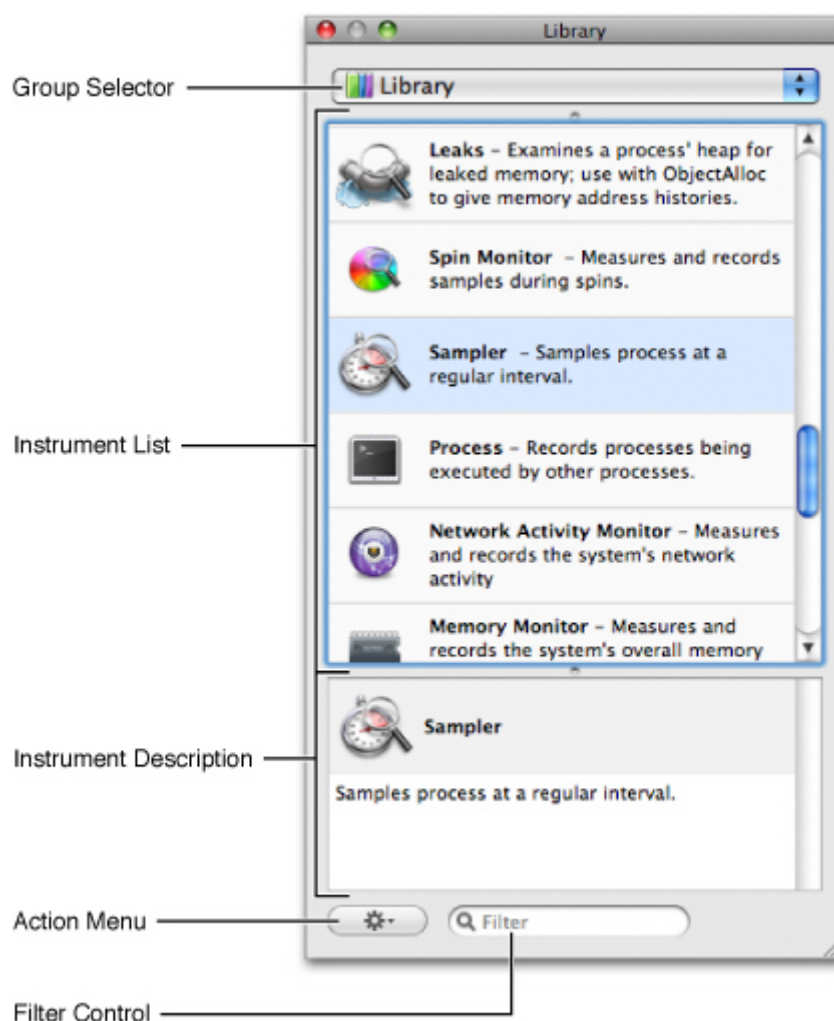 Library
Group Selector
Library
Leaks – Examines a process' heap for
leaked memory; use with ObjectAlloc
to give memory address histories.
Spin Monitor – Measures and records
samples during spins.
Sampler – Samples process at a
regular interval.
Instrument List
Process – Records processes being
executed by other processes.
Network Activity Monitor – Measures
and records the system's network
activity
Memory Monitor – Measures and
records the system's overall memory
Sampler
Instrument Description
Samples process at a regular interval.
Action Menu
Filter
Filter Control